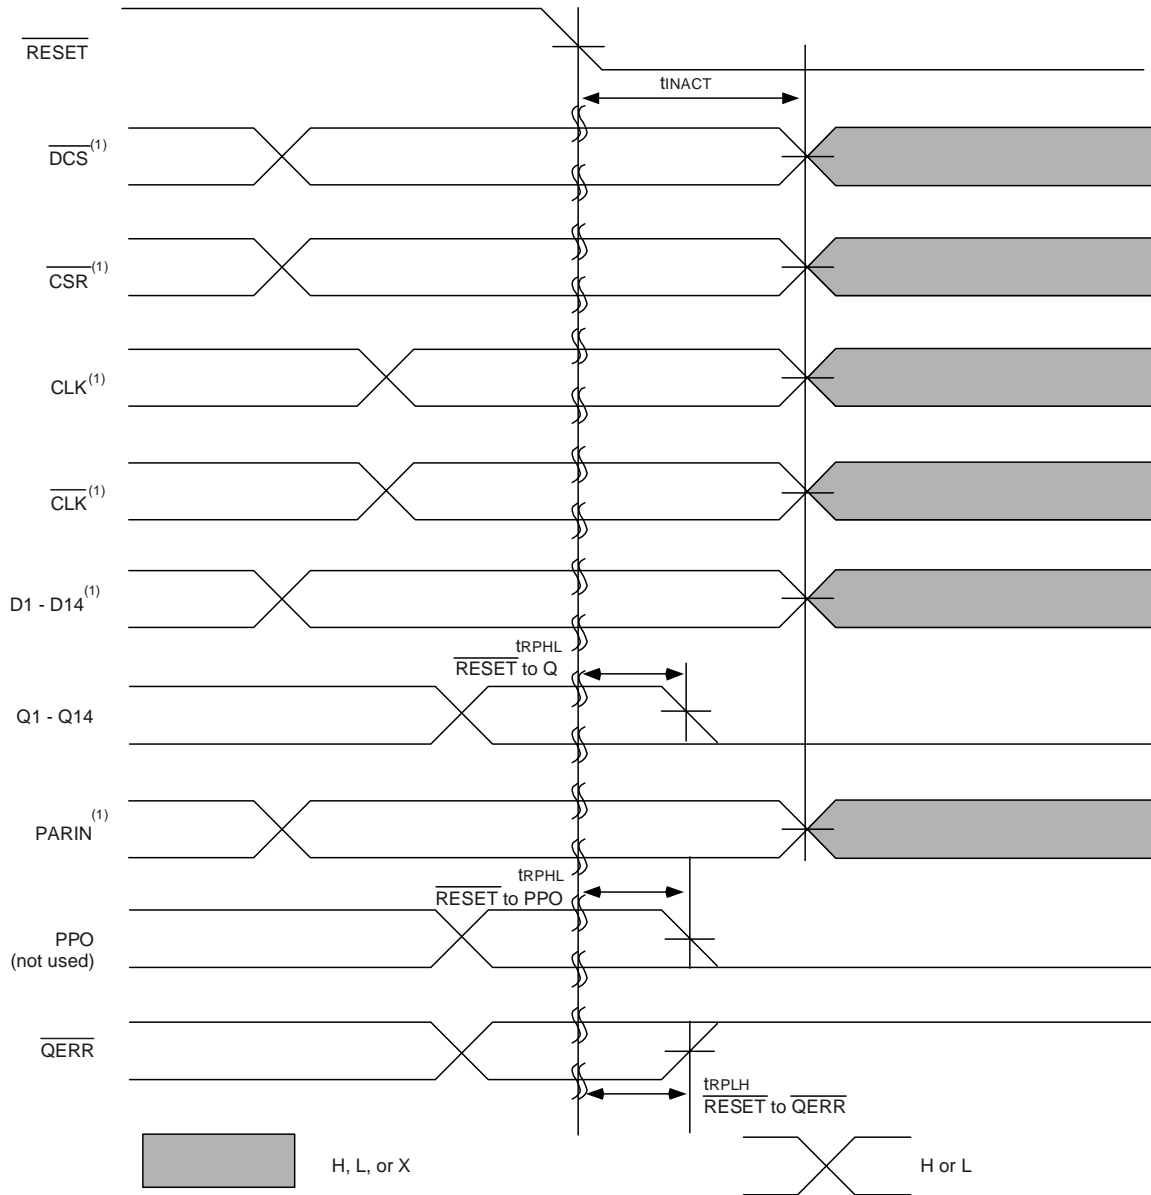 RESET
tINACT
DCS(1)
CSR(1)
CLK(1)
CLK(1)
D1 - D14(1)
tRPHL
RESET to Q
Q1 - Q14
PARIN(1)
tRPHL
RESET to PPO
PPO
(not used)
QERR
tRPLH
RESET to QERR
H, L, or X
H or L